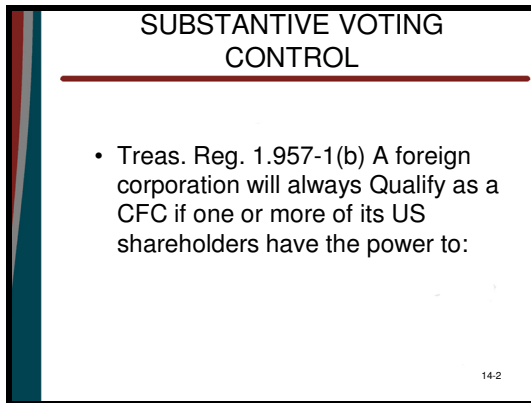 SUBSTANTIVE VOTING
CONTROL
• Treas. Reg. 1.957-1(b) A foreign
corporation will always Qualify as a
CFC if one or more of its US
shareholders have the power to:
14-2